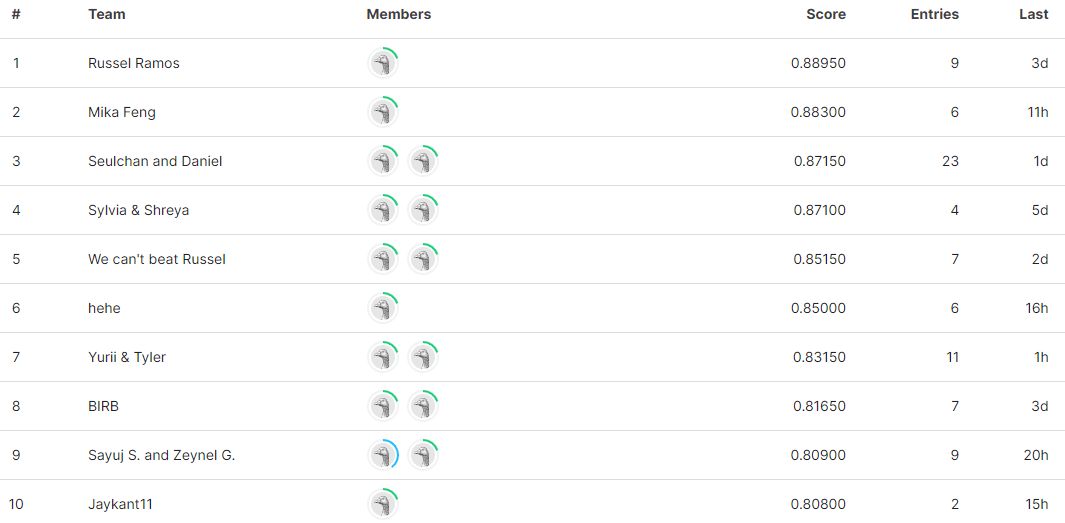 # Team Members Score Entries Last
1 Russel Ramos 0.88950 9 3d
2 Mika Feng 0.88300 6 11h
3 Seulchan and Daniel 0.87150 23 1d
4 Sylvia & Shreya 0.87100 4 5d
5 We can't beat Russel 0.85150 7 2d
6 hehe 0.85000 6 16h
7 Yurii & Tyler 0.83150 11 1h
8 BIRB 0.81650 7 3d
9 Sayuj S. and Zeynel G. 0.80900 9 20h
10 Jaykant11 0.80800 2 15h